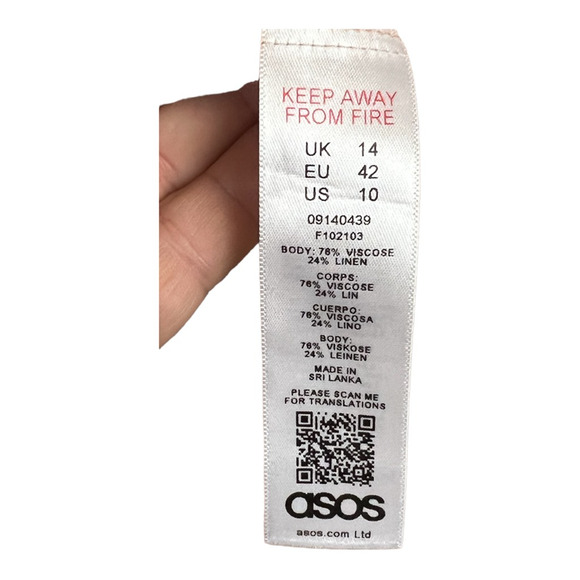 KEEP AWAY
FROM FIRE
UK 14
EU 42
US 10
09140439
F102103
BODY: 76% VISCOSE
24% LINEN
CORPS:
76% VISCOSE
24% LIN
CUERPO:
76% VISCOSA
24% LINO
BODY:
76% VISKOSE
24% LEINEN
MADE IN
SRI LANKA
PLEASE SCAN ME
FOR TRANSLATIONS
asos
asos.com Ltd